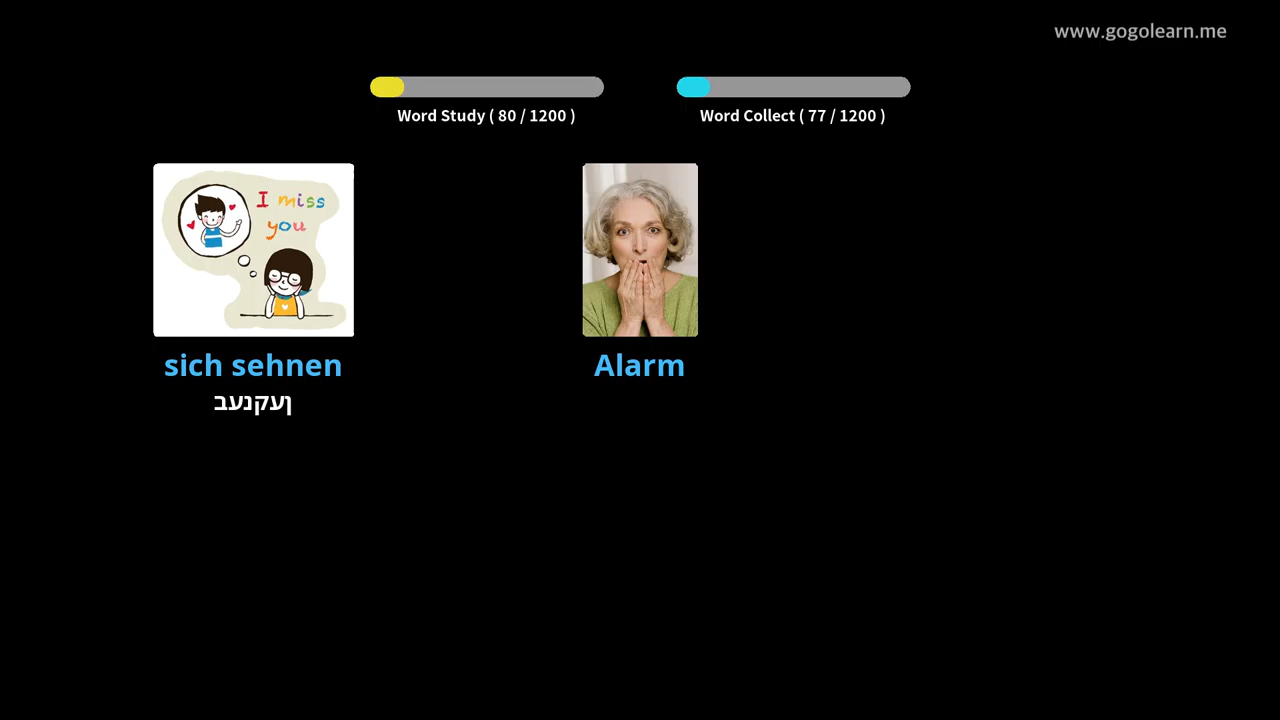 www.gogolearn.me
Word Study ( 80 / 1200 )
Word Collect ( 77 / 1200 )
I miss
you
sich sehnen
בענקען
Alarm